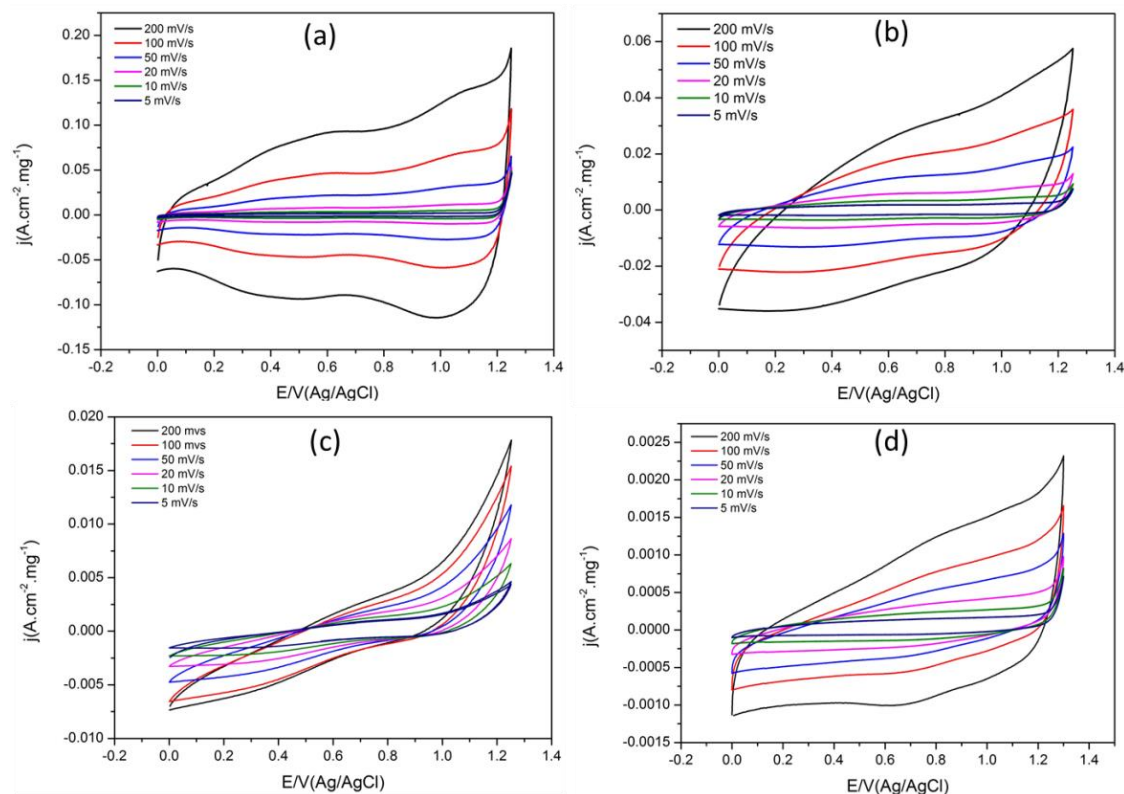 (a)
200 mV/s
100 mV/s
50 mV/s
20 mV/s
10 mV/s
5 mV/s
j(A.cm⁻².mg⁻¹)
0.20
0.15
0.10
0.05
0.00
-0.05
-0.10
-0.15
-0.2 0.0 0.2 0.4 0.6 0.8 1.0 1.2 1.4
E/V(Ag/AgCl)
(b)
200 mV/s
100 mV/s
50 mV/s
20 mV/s
10 mV/s
5 mV/s
j(A.cm⁻².mg⁻¹)
0.06
0.04
0.02
0.00
-0.02
-0.04
-0.2 0.0 0.2 0.4 0.6 0.8 1.0 1.2 1.4
E/V(Ag/AgCl)
(c)
200 mvs
100 mvs
50 mV/s
20 mV/s
10 mV/s
5 mV/s
j(A.cm⁻².mg⁻¹)
0.020
0.015
0.010
0.005
0.000
-0.005
-0.010
-0.2 0.0 0.2 0.4 0.6 0.8 1.0 1.2 1.4
E/V(Ag/AgCl)
(d)
200 mV/s
100 mV/s
50 mV/s
20 mV/s
10 mV/s
5 mV/s
j(A.cm⁻².mg⁻¹)
0.0025
0.0020
0.0015
0.0010
0.0005
0.0000
-0.0005
-0.0010
-0.0015
-0.2 0.0 0.2 0.4 0.6 0.8 1.0 1.2 1.4
E/V(Ag/AgCl)